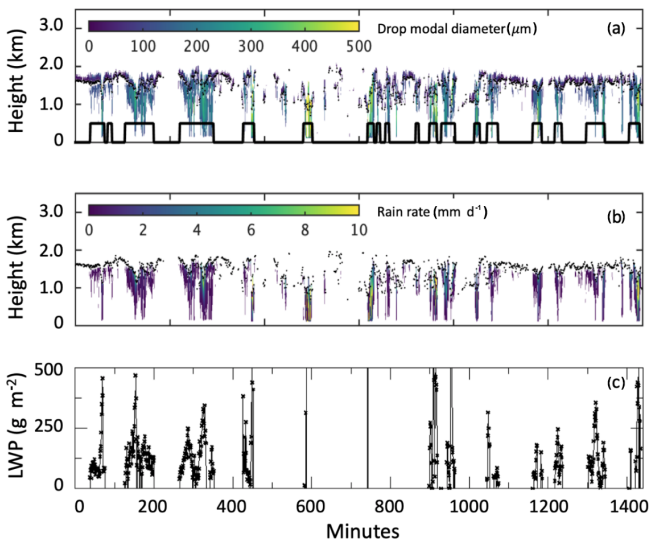 3.0
Drop modal diameter (μm)
(a)
0 100 200 300 400 500
2.0
1.0
0
Height (km)
3.0
Rain rate (mm d⁻¹)
(b)
0 2 4 6 8 10
2.0
1.0
0
Height (km)
500
(c)
250
0
LWP (g m⁻²)
0 200 400 600 800 1000 1200 1400
Minutes